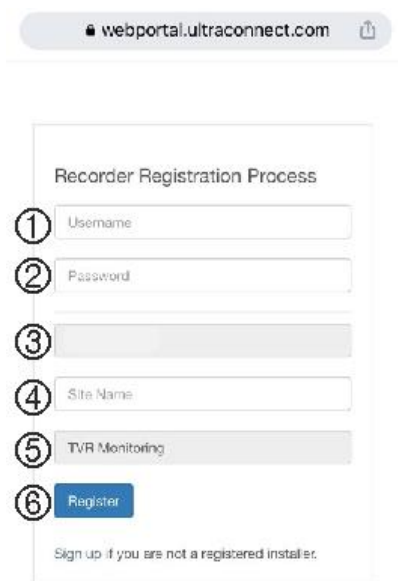 webportal.ultraconnect.com
Recorder Registration Process
① Username
② Password
③
④ Site Name
⑤ TVR Monitoring
⑥ Register
Sign up if you are not a registered installer.